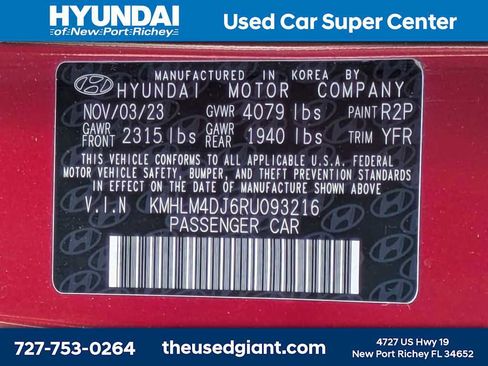 HYUNDAI
of New Port Richey
Used Car Super Center
MANUFACTURED IN KOREA BY
HYUNDAI MOTOR COMPANY
NOV/03/23 GVWR 4079 lbs PAINT R2P
GAWR FRONT 2315 lbs GAWR REAR 1940 lbs TRIM YFR
THIS VEHICLE CONFORMS TO ALL APPLICABLE U.S.A. FEDERAL
MOTOR VEHICLE SAFETY, BUMPER, AND THEFT PREVENTION STANDARDS
IN EFFECT ON THE DATE OF MANUFACTURE SHOWN ABOVE.
V.I.N KMHLM4DJ6RU093216
PASSENGER CAR
727-753-0264
theusedgiant.com
4727 US Hwy 19
New Port Richey FL 34652